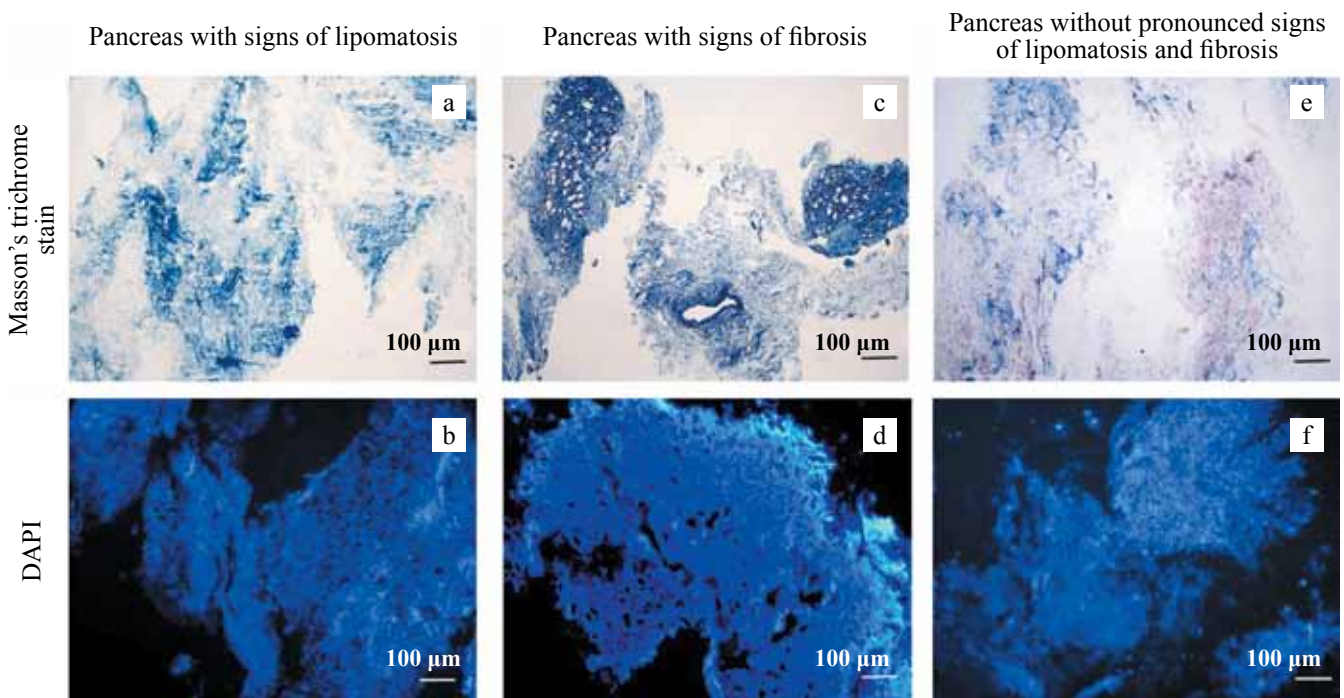 Pancreas with signs of lipomatosis
Pancreas with signs of fibrosis
Pancreas without pronounced signs
of lipomatosis and fibrosis
Masson’s trichrome
stain
a
100 µm
c
100 µm
e
100 µm
DAPI
b
100 µm
d
100 µm
f
100 µm